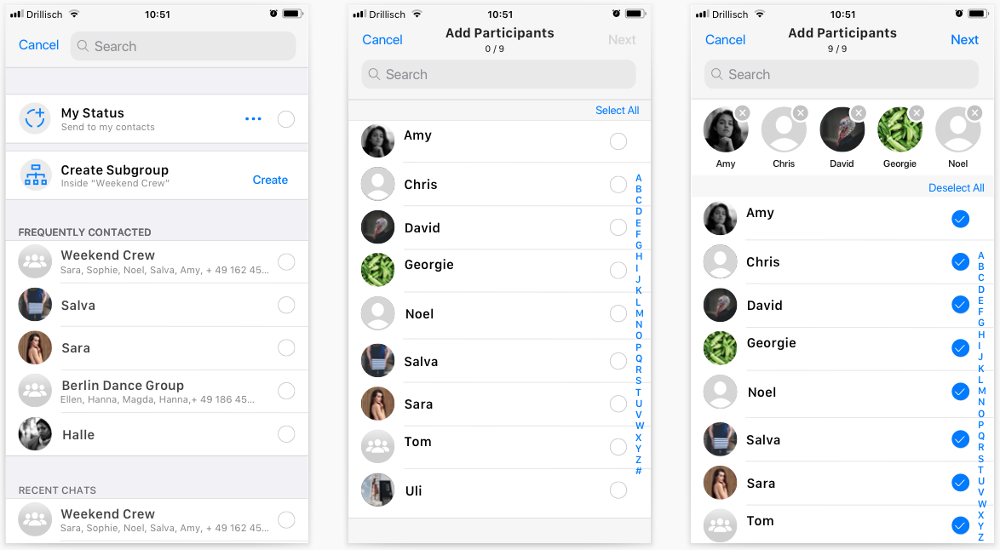 Drillisch 10:51
Cancel Search
My Status
Send to my contacts
Create Subgroup
Inside “Weekend Crew” Create
FREQUENTLY CONTACTED
Weekend Crew
Sara, Sophie, Noel, Salva, Amy, + 49 162 45...
Salva
Sara
Berlin Dance Group
Ellen, Hanna, Magda, Hanna,+ 49 186 45...
Halle
RECENT CHATS
Weekend Crew
Sara, Sophie, Noel, Salva, Amy, + 49 162 45...
Drillisch 10:51
Cancel Add Participants Next
0 / 9
Search
Select All
Amy
Chris
David
Georgie
Noel
Salva
Sara
Tom
Uli
A
B
C
D
E
F
G
H
I
J
K
L
M
N
O
P
Q
R
S
T
U
V
W
X
Y
Z
#
Drillisch 10:51
Cancel Add Participants Next
9 / 9
Search
Amy Chris David Georgie Noel
Deselect All
Amy
Chris
David
Georgie
Noel
Salva
Sara
Tom
A
B
C
D
E
F
G
H
I
J
K
L
M
N
O
P
Q
R
S
T
U
V
W
X
Y
Z